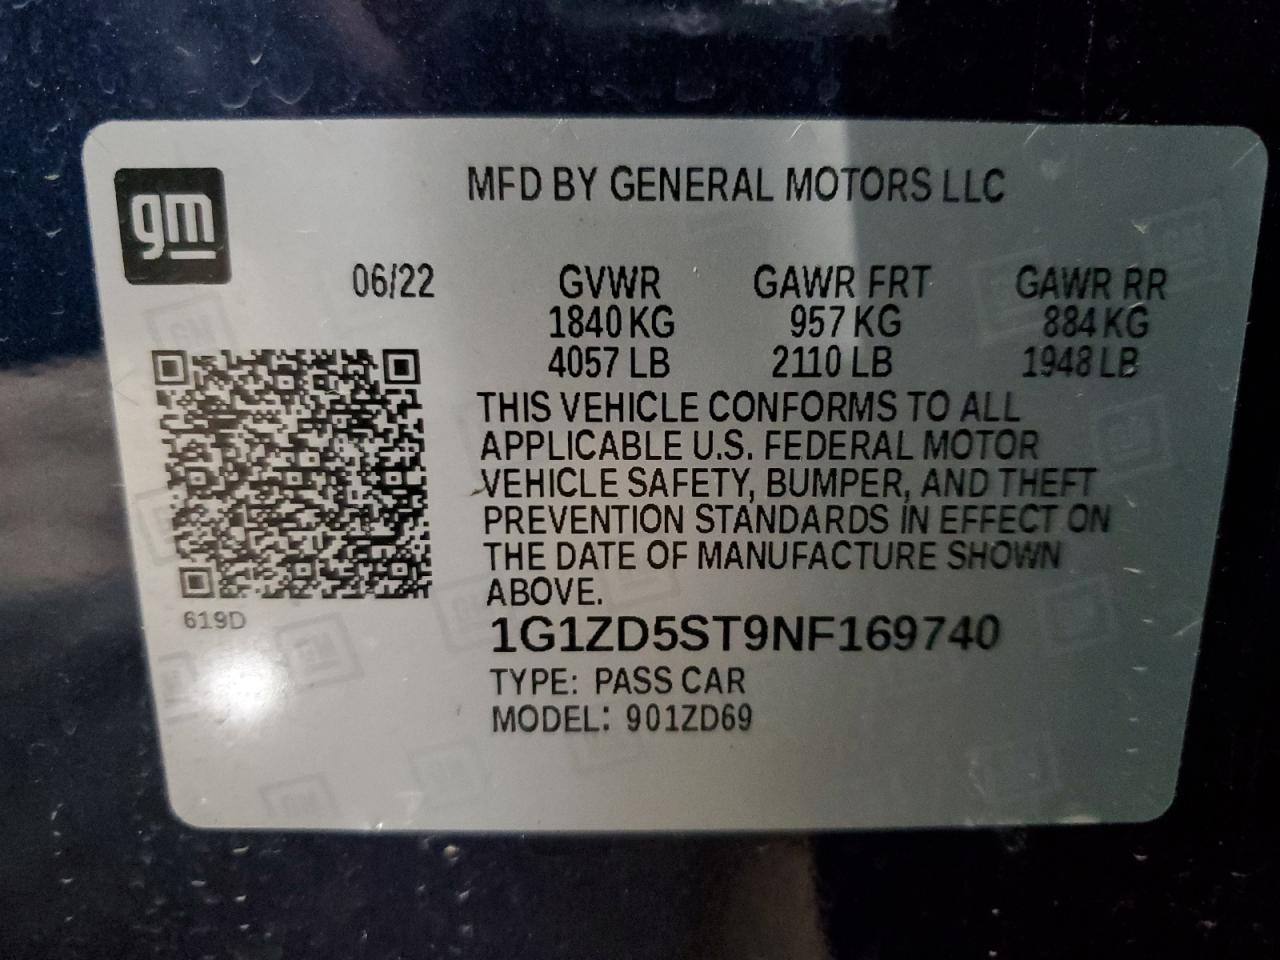 gm
MFD BY GENERAL MOTORS LLC
06/22 GVWR GAWR FRT GAWR RR
1840 KG 957 KG 884 KG
4057 LB 2110 LB 1948 LB
THIS VEHICLE CONFORMS TO ALL
APPLICABLE U.S. FEDERAL MOTOR
VEHICLE SAFETY, BUMPER, AND THEFT
PREVENTION STANDARDS IN EFFECT ON
THE DATE OF MANUFACTURE SHOWN
ABOVE.
619D
1G1ZD5ST9NF169740
TYPE: PASS CAR
MODEL: 901ZD69